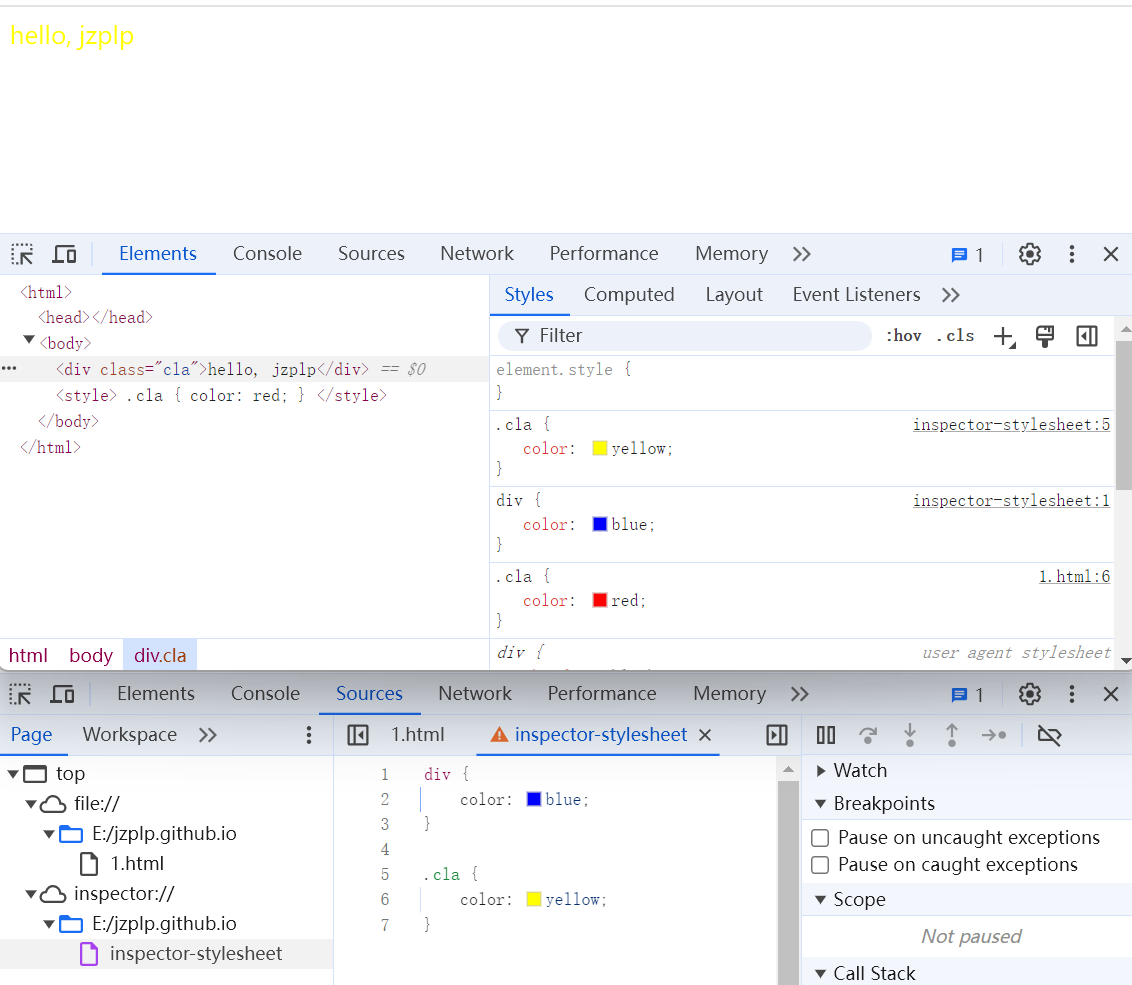 hello, jzplp
Elements Console Sources Network Performance Memory 1
<html>
<head></head>
<body>
<div class="cla">hello, jzplp</div> == $0
<style> .cla { color: red; } </style>
</body>
</html>
html body div.cla
Styles Computed Layout Event Listeners
Filter :hov .cls
element.style {
}
.cla { inspector-stylesheet:5
color: yellow;
}
div { inspector-stylesheet:1
color: blue;
}
.cla { 1.html:6
color: red;
}
div { user agent stylesheet
Elements Console Sources Network Performance Memory 1
Page Workspace
top
file://
E:/jzplp.github.io
1.html
inspector://
E:/jzplp.github.io
inspector-stylesheet
1.html inspector-stylesheet
1 div {
2 color: blue;
3 }
4
5 .cla {
6 color: yellow;
7 }
Watch
Breakpoints
Pause on uncaught exceptions
Pause on caught exceptions
Scope
Not paused
Call Stack